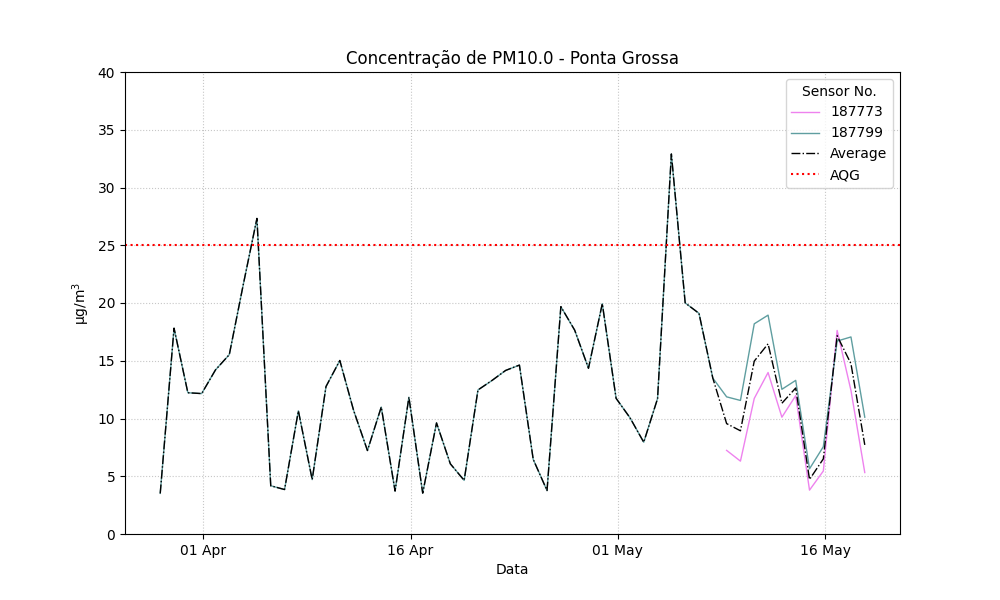 Concentração de PM10.0 - Ponta Grossa
40
35
30
25
20
15
10
5
0
µg/m³
Sensor No.
187773
187799
Average
AQG
01 Apr
16 Apr
01 May
16 May
Data